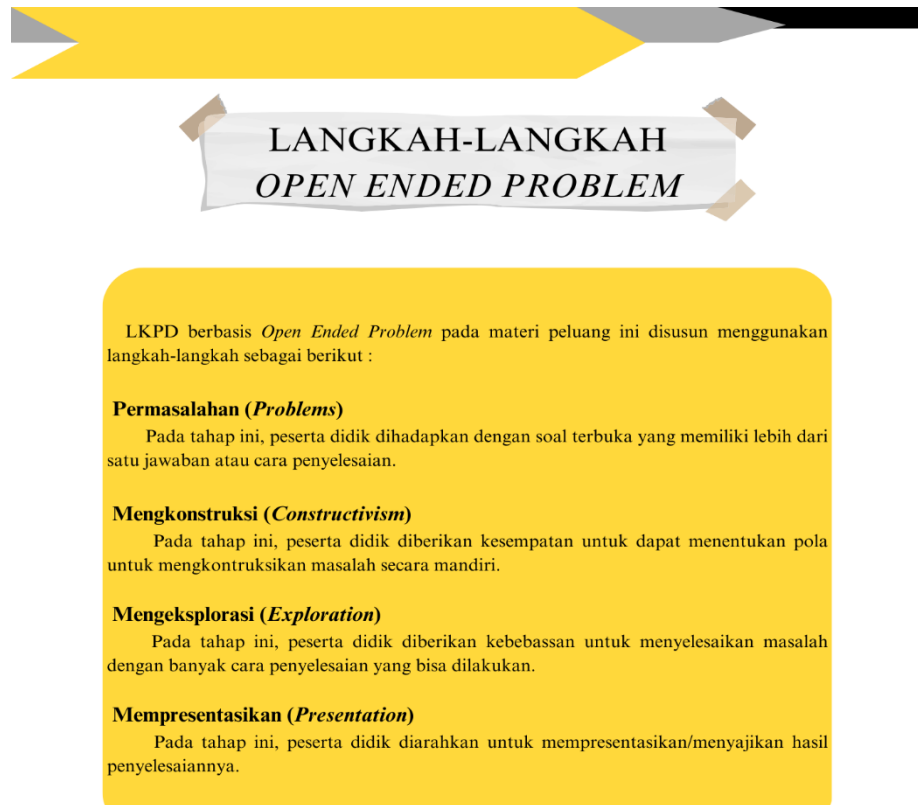 LANGKAH-LANGKAH
OPEN ENDED PROBLEM
LKPD berbasis Open Ended Problem pada materi peluang ini disusun menggunakan
langkah-langkah sebagai berikut :
Permasalahan (Problems)
Pada tahap ini, peserta didik dihadapkan dengan soal terbuka yang memiliki lebih dari
satu jawaban atau cara penyelesaian.
Mengkonstruksi (Constructivism)
Pada tahap ini, peserta didik diberikan kesempatan untuk dapat menentukan pola
untuk mengkontruksikan masalah secara mandiri.
Mengeksplorasi (Exploration)
Pada tahap ini, peserta didik diberikan kebebassan untuk menyelesaikan masalah
dengan banyak cara penyelesaian yang bisa dilakukan.
Mempresentasikan (Presentation)
Pada tahap ini, peserta didik diarahkan untuk mempresentasikan/menyajikan hasil
penyelesaiannya.